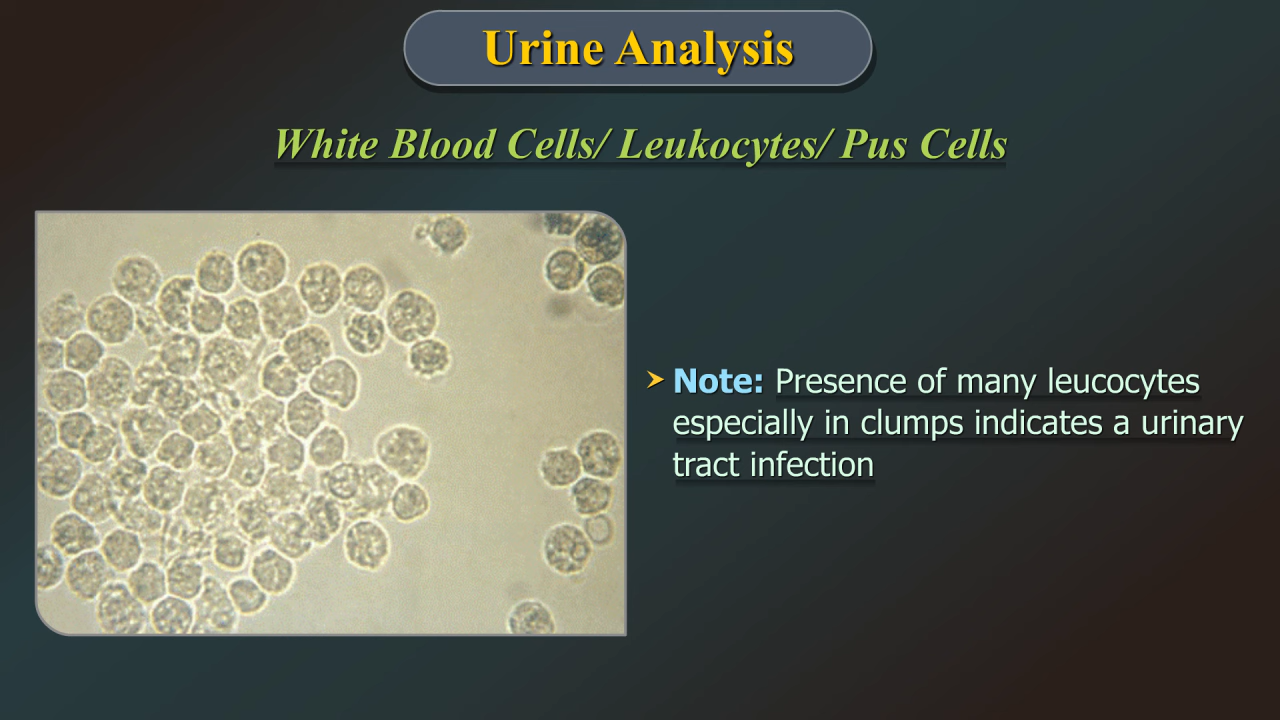 Urine Analysis
White Blood Cells/ Leukocytes/ Pus Cells
Note: Presence of many leucocytes
especially in clumps indicates a urinary
tract infection